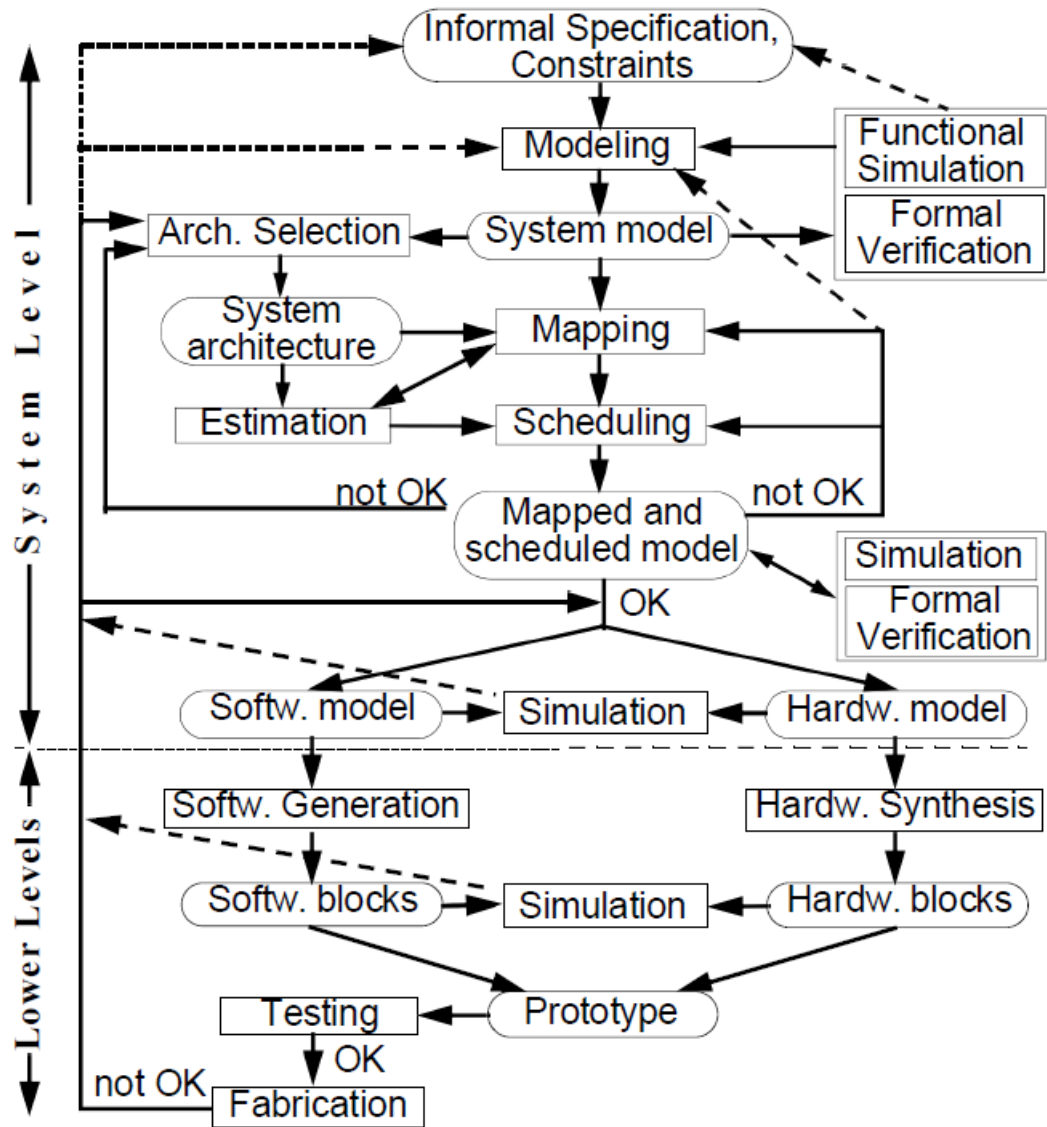 Informal Specification,
Constraints
Modeling
Functional
Simulation
Formal
Verification
Arch. Selection
System model
System
architecture
Mapping
Estimation
Scheduling
not OK
not OK
Mapped and
scheduled model
Simulation
Formal
Verification
OK
Softw. model
Simulation
Hardw. model
Softw. Generation
Hardw. Synthesis
Softw. blocks
Simulation
Hardw. blocks
Prototype
Testing
OK
not OK
Fabrication
System Level
Lower Levels